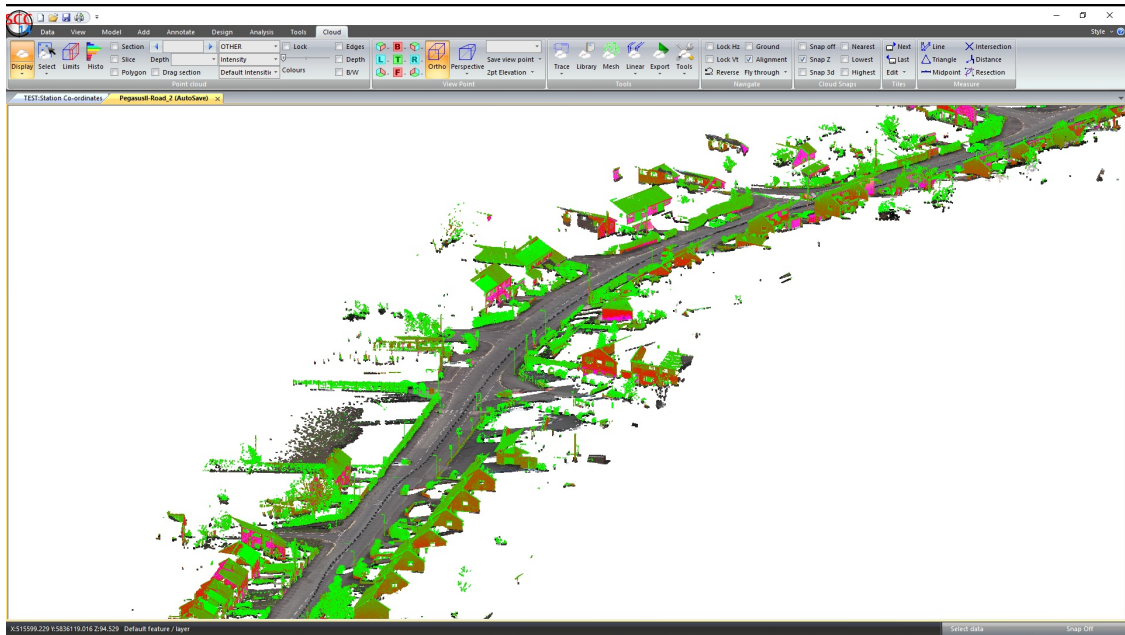 SCC
Style
Data View Model Add Annotate Design Analysis Tools Cloud
Section OTHER Lock Edges B Save view point Lock Hz Ground Snap off Nearest Next Line Intersection
Slice Depth Intensity Depth L T R Lock Vt Alignment Snap Z Lowest Last Triangle Distance
Polygon Drag section Default Intensitie Colours B/W F 2pt Elevation Reverse Fly through Snap 3d Highest Edit Midpoint Resection
Display Select Limits Histo Ortho Perspective Trace Library Mesh Linear Export Tools
Point cloud View Point Tools Navigate Cloud Snaps Tiles Measure
TEST:Station Co-ordinates PegasusII-Road_2 (AutoSave)
X:515599.229 Y:5836119.016 Z:94.529 Default feature / layer Select data Snap Off